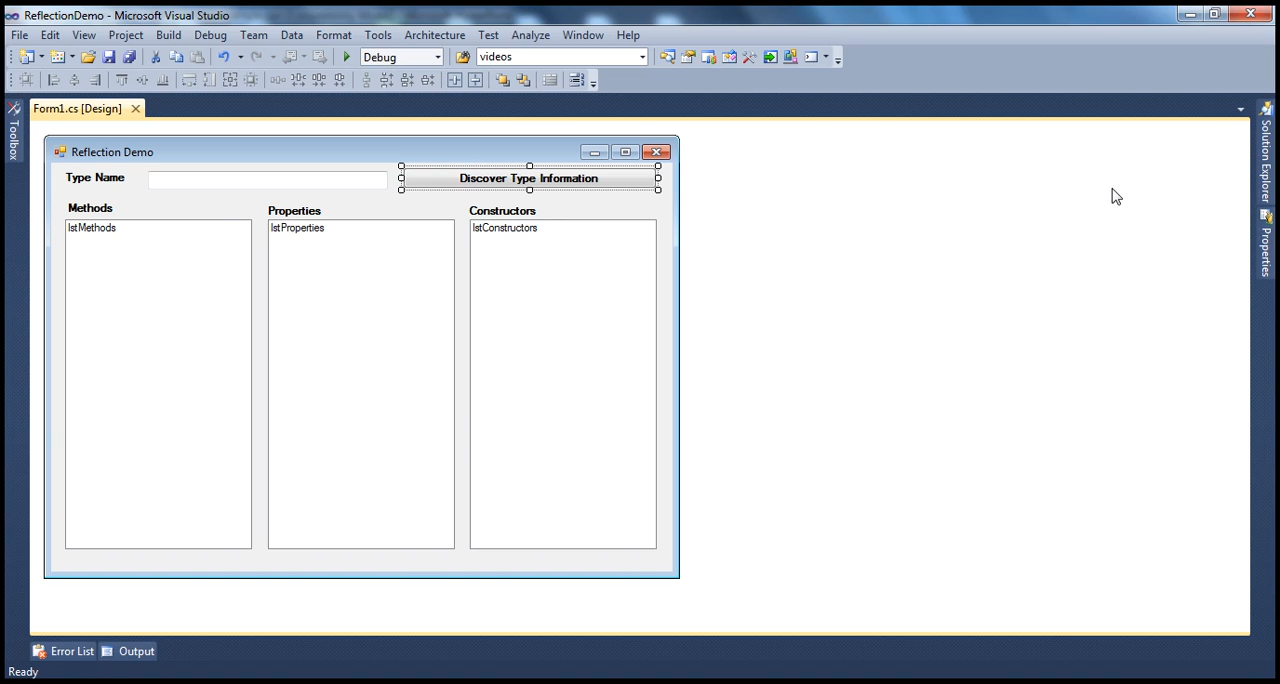 ReflectionDemo - Microsoft Visual Studio
File Edit View Project Build Debug Team Data Format Tools Architecture Test Analyze Window Help
Debug videos
Form1.cs [Design]
Toolbox
Solution Explorer
Properties
Reflection Demo
Type Name Discover Type Information
Methods Properties Constructors
lstMethods lstProperties lstConstructors
Error List Output
Ready